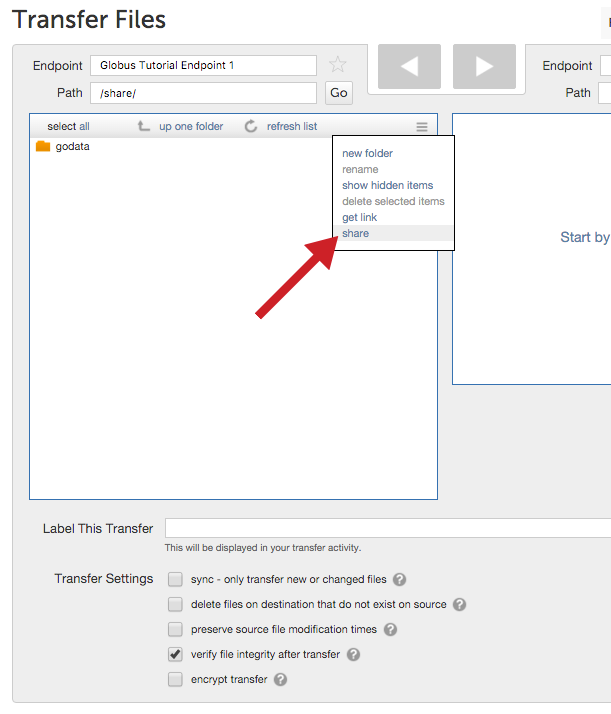 Transfer Files
Endpoint Globus Tutorial Endpoint 1
Path /share/ Go
Endpoint
Path
select all up one folder refresh list
godata
new folder
rename
show hidden items
delete selected items
get link
share
Start by
Label This Transfer
This will be displayed in your transfer activity.
Transfer Settings
sync - only transfer new or changed files ?
delete files on destination that do not exist on source ?
preserve source file modification times ?
verify file integrity after transfer ?
encrypt transfer ?